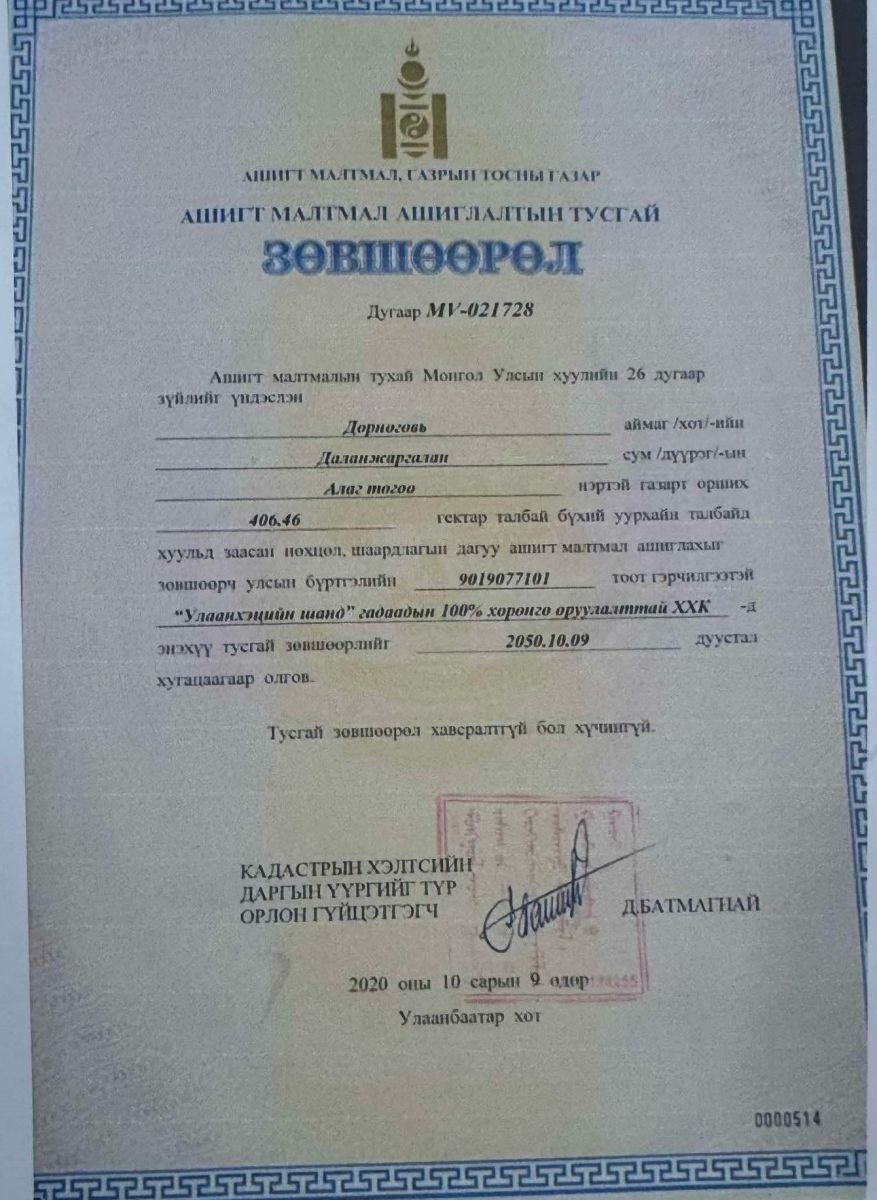 АШИГТ МАЛТМАЛ, ГАЗРЫН ТОСНЫ ГАЗАР
АШИГТ МАЛТМАЛ АШИГЛАЛТЫН ТУСГАЙ
ЗӨВШӨӨРӨЛ
Дугаар MV-021728
Ашигт малтмалын тухай Монгол Улсын хуулийн 26 дугаар
зүйлийг үндэслэн
Дорноговь аймаг /хот/-ийн
Даланжаргалан сум /дүүрэг/-ын
Алаг тогоо нэртэй газарт орших
406.46 гектар талбай бүхий уурхайн талбайд
хуульд заасан нөхцөл, шаардлагын дагуу ашигт малтмал ашиглахыг
зөвшөөрч улсын бүртгэлийн 9019077101 тоот гэрчилгээтэй
“Улаанхэцийн шанд” гадаадын 100% хөрөнгө оруулалттай ХХК -д
энэхүү тусгай зөвшөөрлийг 2050.10.09 дуустал
хугацаагаар олгов.
Тусгай зөвшөөрөл хавсралтгүй бол хүчингүй.
КАДАСТРЫН ХЭЛТСИЙН
ДАРГЫН ҮҮРГИЙГ ТҮР
ОРЛОН ГҮЙЦЭТГЭГЧ Д.БАТМАГНАЙ
2020 оны 10 сарын 9 өдөр
Улаанбаатар хот
0000514